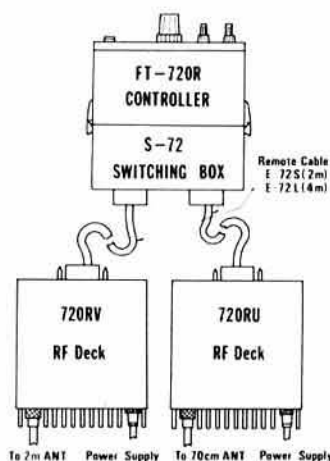 FT-720R
CONTROLLER
S-72
SWITCHING BOX
Remote Cable
E-72S(2m)
E-72L(4m)
720RV
RF Deck
720RU
RF Deck
To 2m ANT Power Supply
To 70cm ANT Power Supply